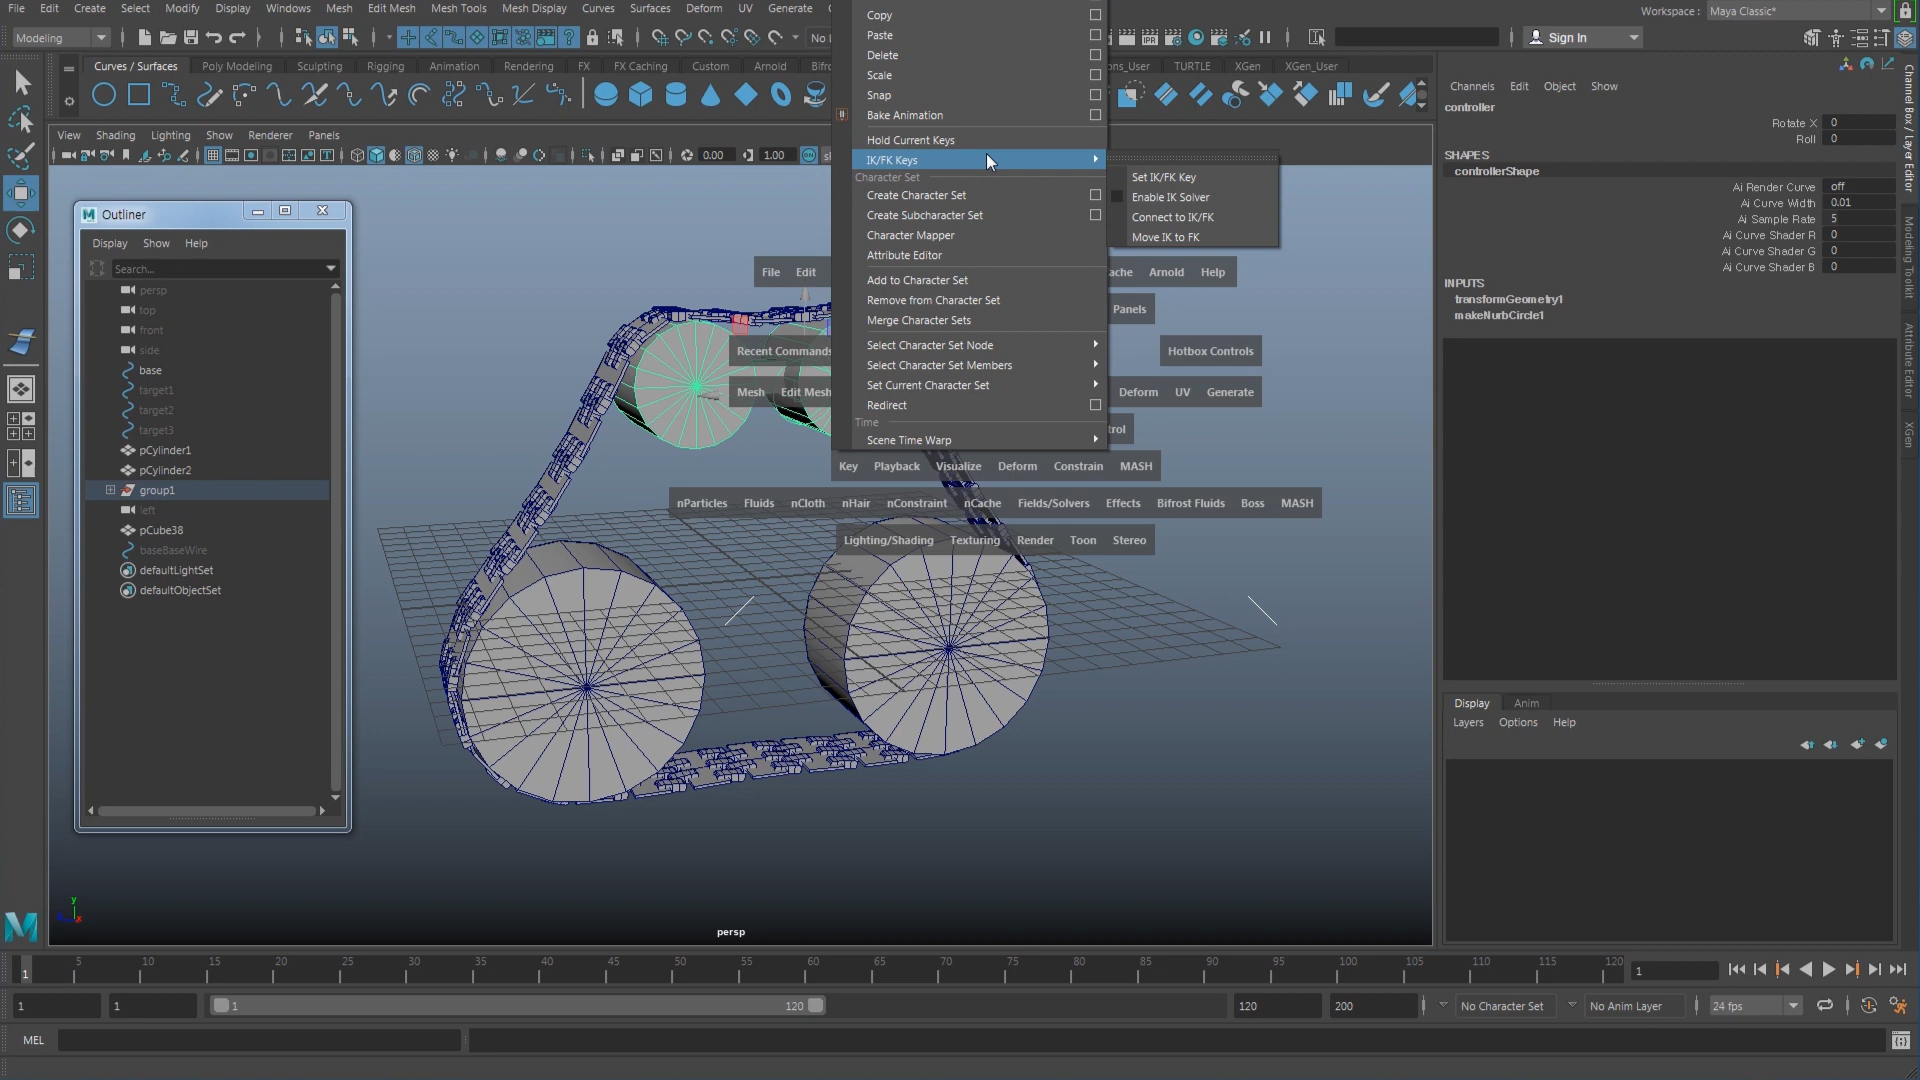 File Edit Create Select Modify Display Windows Mesh Edit Mesh Mesh Tools Mesh Display Curves Surfaces Deform UV Generate
Workspace : Maya Classic*
Modeling
Sign In
Curves / Surfaces Poly Modeling Sculpting Rigging Animation Rendering FX FX Caching Custom Arnold
ons_User TURTLE XGen XGen_User
View Shading Lighting Show Renderer Panels
0.00 1.00
Outliner
Display Show Help
Search...
persp
top
front
side
base
target1
target2
target3
pCylinder1
pCylinder2
group1
left
pCube38
baseBaseWire
defaultLightSet
defaultObjectSet
Copy
Paste
Delete
Scale
Snap
Bake Animation
Hold Current Keys
IK/FK Keys
Character Set
Create Character Set
Create Subcharacter Set
Character Mapper
Attribute Editor
Add to Character Set
Remove from Character Set
Merge Character Sets
Select Character Set Node
Select Character Set Members
Set Current Character Set
Redirect
Time
Scene Time Warp
Set IK/FK Key
Enable IK Solver
Connect to IK/FK
Move IK to FK
File Edit
ache Arnold Help
Panels
Recent Commands
Hotbox Controls
Mesh Edit Mesh
Deform UV Generate
trol
Key Playback Visualize Deform Constrain MASH
nParticles Fluids nCloth nHair nConstraint nCache Fields/Solvers Effects Bifrost Fluids Boss MASH
Lighting/Shading Texturing Render Toon Stereo
y
x
persp
Channels Edit Object Show
controller
Rotate X 0
Roll 0
SHAPES
controllerShape
Ai Render Curve off
Ai Curve Width 0.01
Ai Sample Rate 5
Ai Curve Shader R 0
Ai Curve Shader G 0
Ai Curve Shader B 0
INPUTS
transformGeometry1
makeNurbCircle1
Display Anim
Layers Options Help
Channel Box / Layer Editor
Modeling Toolkit
Attribute Editor
XGen
1 5 10 15 20 25 30 35 40 45 50 55 60 65 70 75 80 85 90 95 100 105 110 115 120
1
1 1 1 120 120 200 No Character Set No Anim Layer 24 fps
MEL